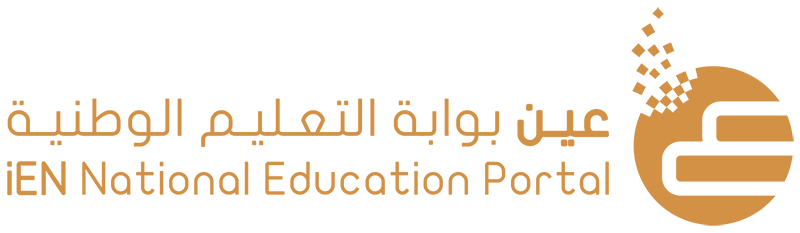 عين بوابة التعليم الوطنية
iEN National Education Portal